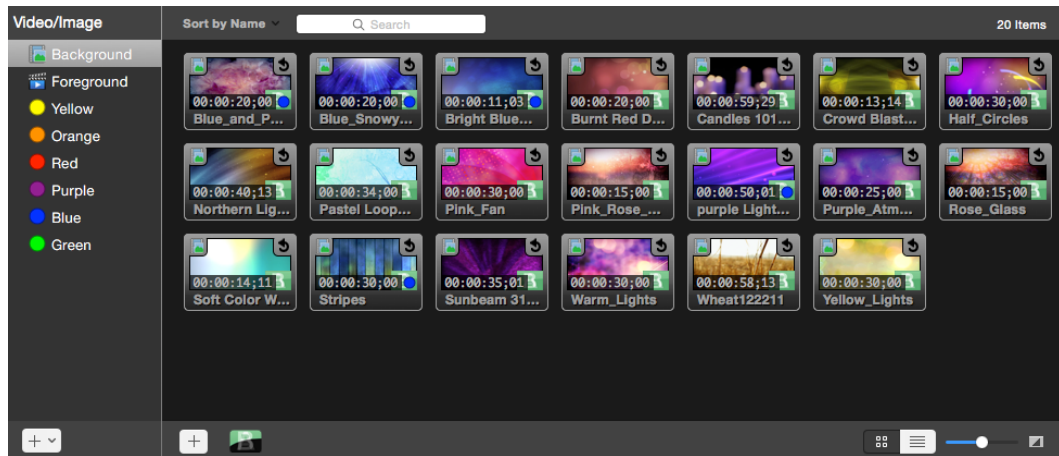 Video/Image
Sort by Name
Search
20 Items
Background
Foreground
Yellow
Orange
Red
Purple
Blue
Green
00:00:20;00 00:00:20;00 00:00:11;03 00:00:20;00 00:00:59;29 00:00:13;14 00:00:30;00
Blue_and_P... Blue_Snowy... Bright Blue... Burnt Red D... Candles 101... Crowd Blast... Half_Circles
00:00:40;13 00:00:34;00 00:00:30;00 00:00:15;00 00:00:50;01 00:00:25;00 00:00:15;00
Northern Lig... Pastel Loop... Pink_Fan Pink_Rose_... purple Light... Purple_Atm... Rose_Glass
00:00:14;11 00:00:30;00 00:00:35;01 00:00:30;00 00:00:58;13 00:00:30;00
Soft Color W... Stripes Sunbeam 31... Warm_Lights Wheat122211 Yellow_Lights